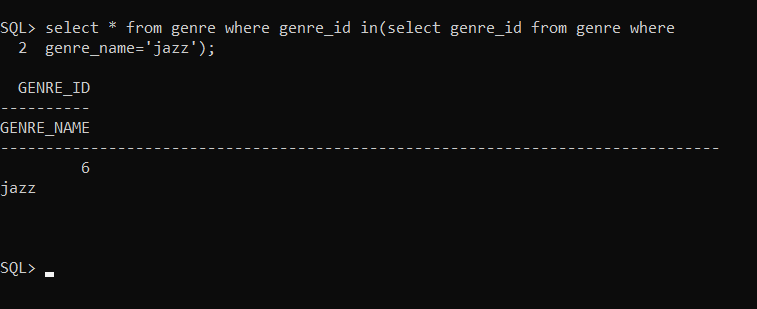 SQL> select * from genre where genre_id in(select genre_id from genre where
  2  genre_name='jazz');
  GENRE_ID
----------
GENRE_NAME
--------------------------------------------------------------------------------
         6
jazz
SQL>